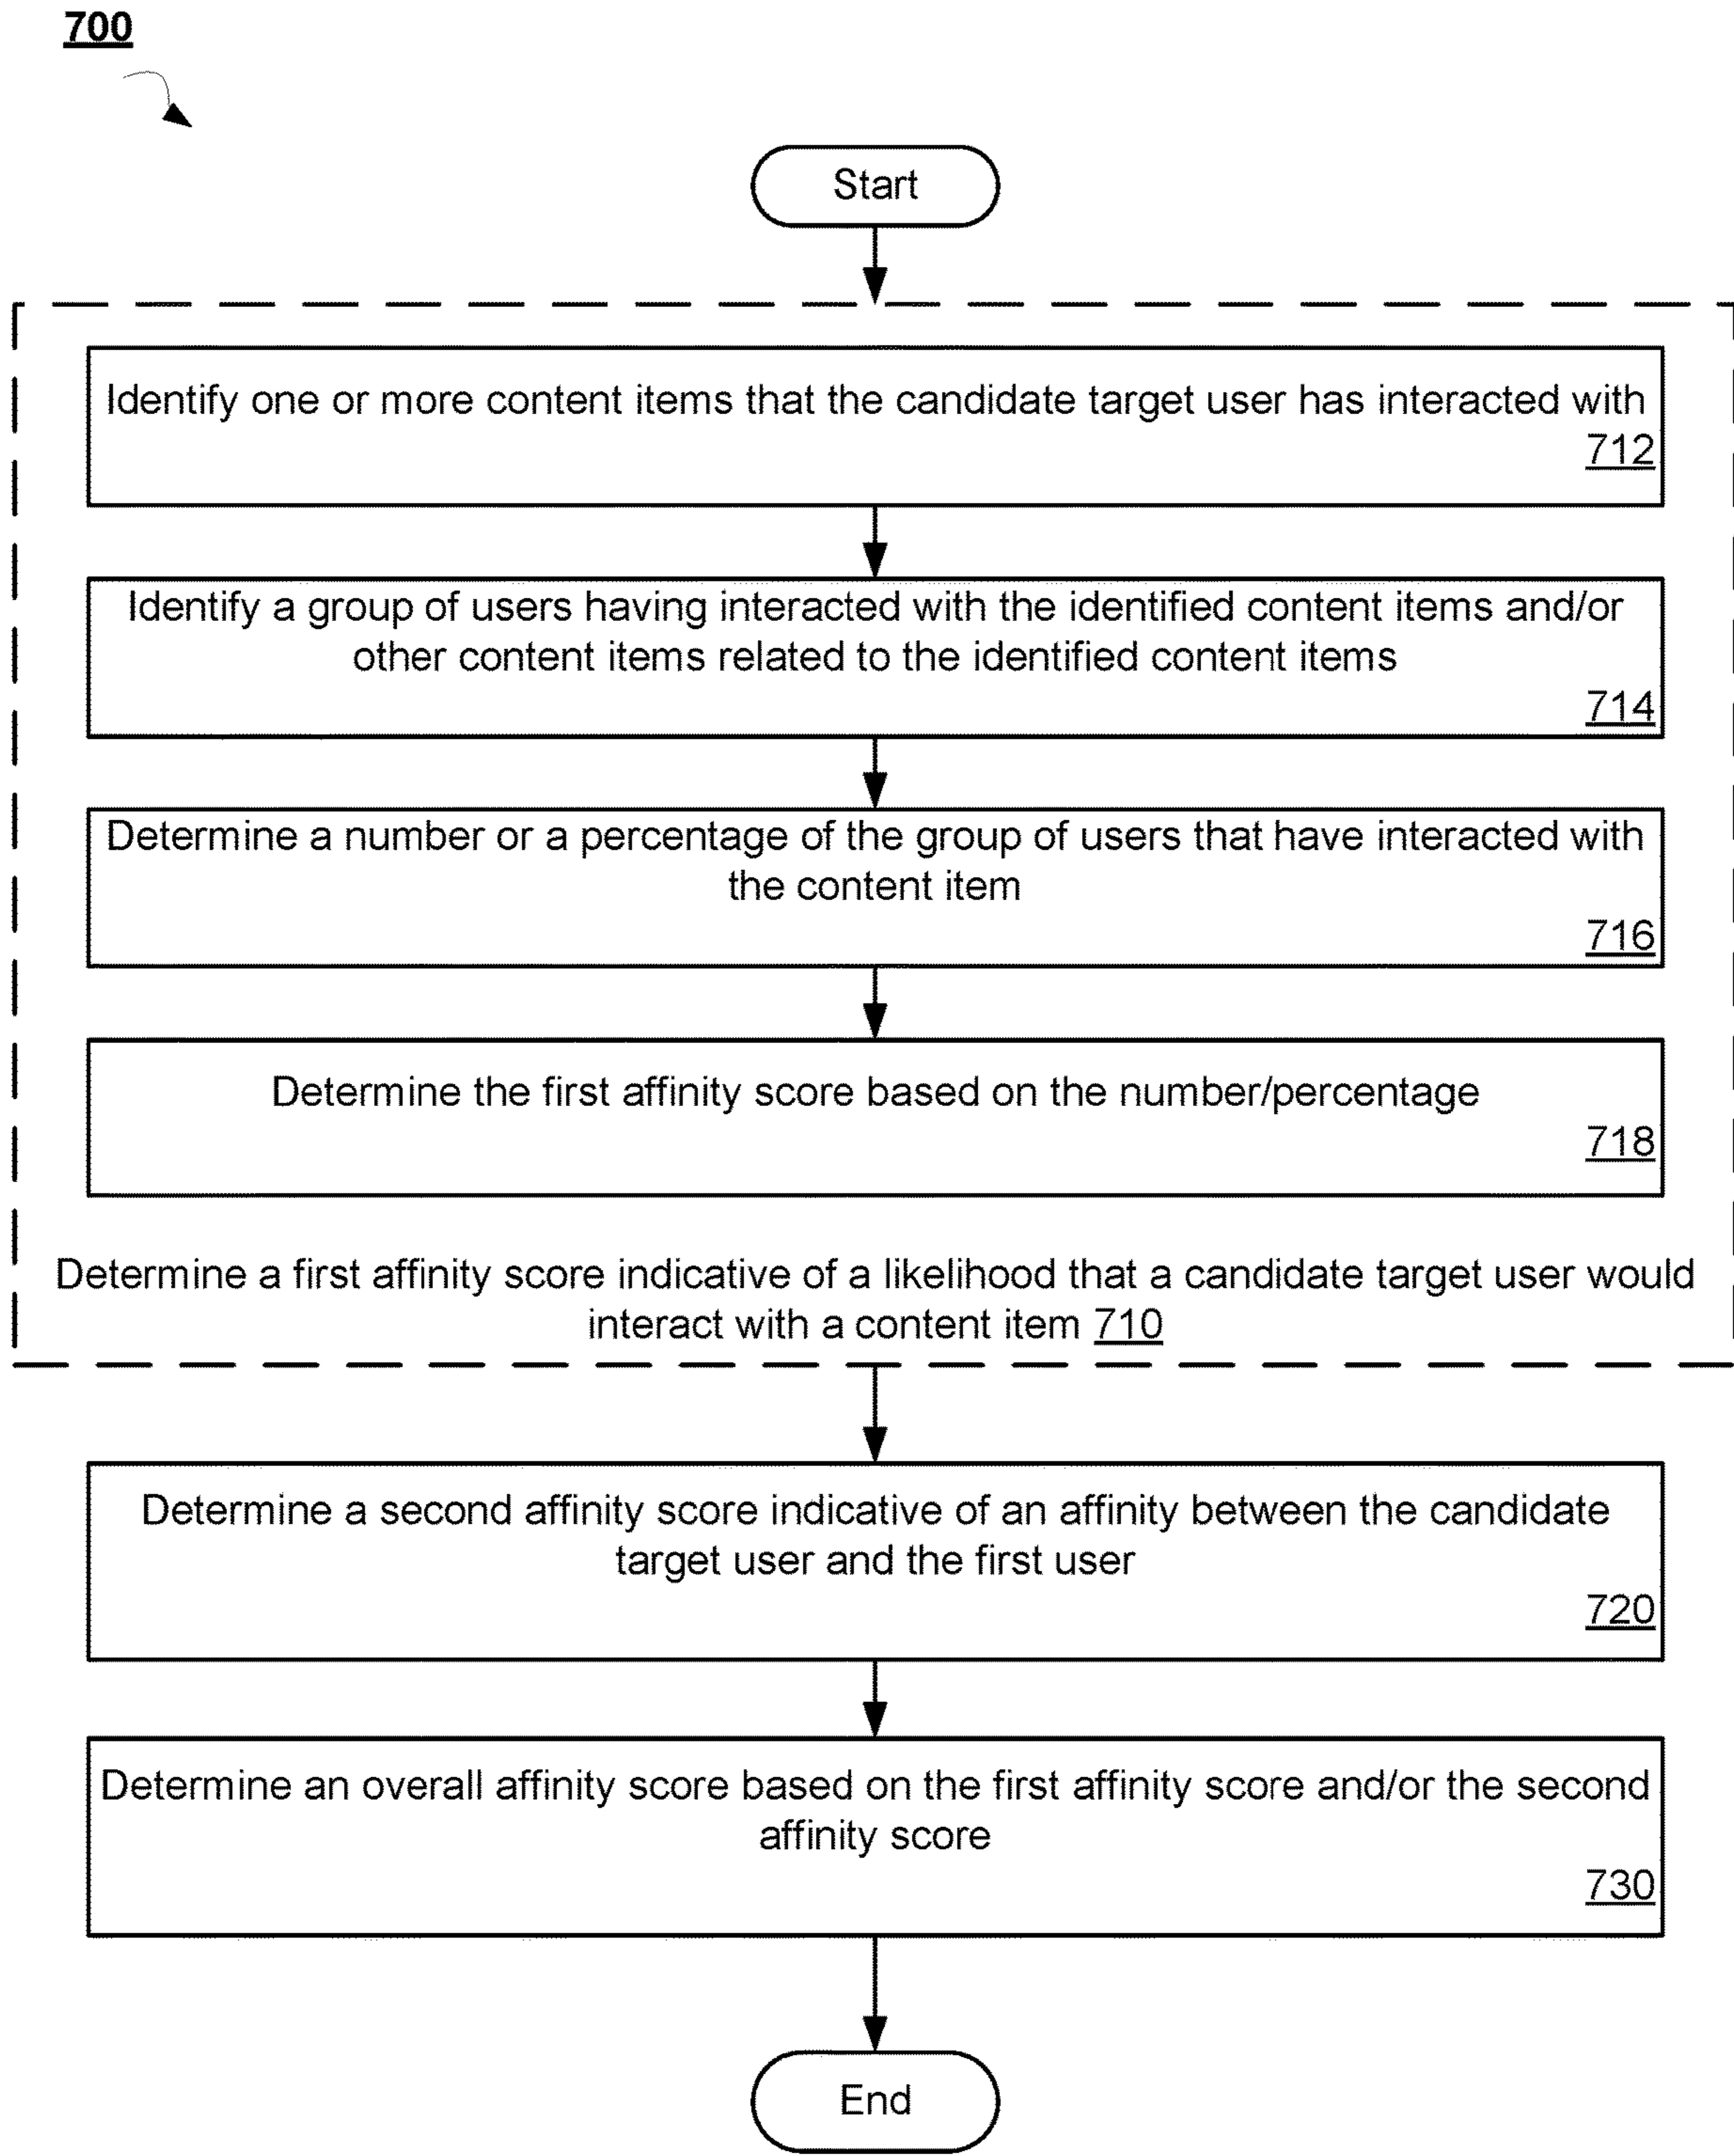 700
Start
Identify one or more content items that the candidate target user has interacted with
712
Identify a group of users having interacted with the identified content items and/or
other content items related to the identified content items
714
Determine a number or a percentage of the group of users that have interacted with
the content item
716
Determine the first affinity score based on the number/percentage
718
Determine a first affinity score indicative of a likelihood that a candidate target user would
interact with a content item 710
Determine a second affinity score indicative of an affinity between the candidate
target user and the first user
720
Determine an overall affinity score based on the first affinity score and/or the second
affinity score
730
End